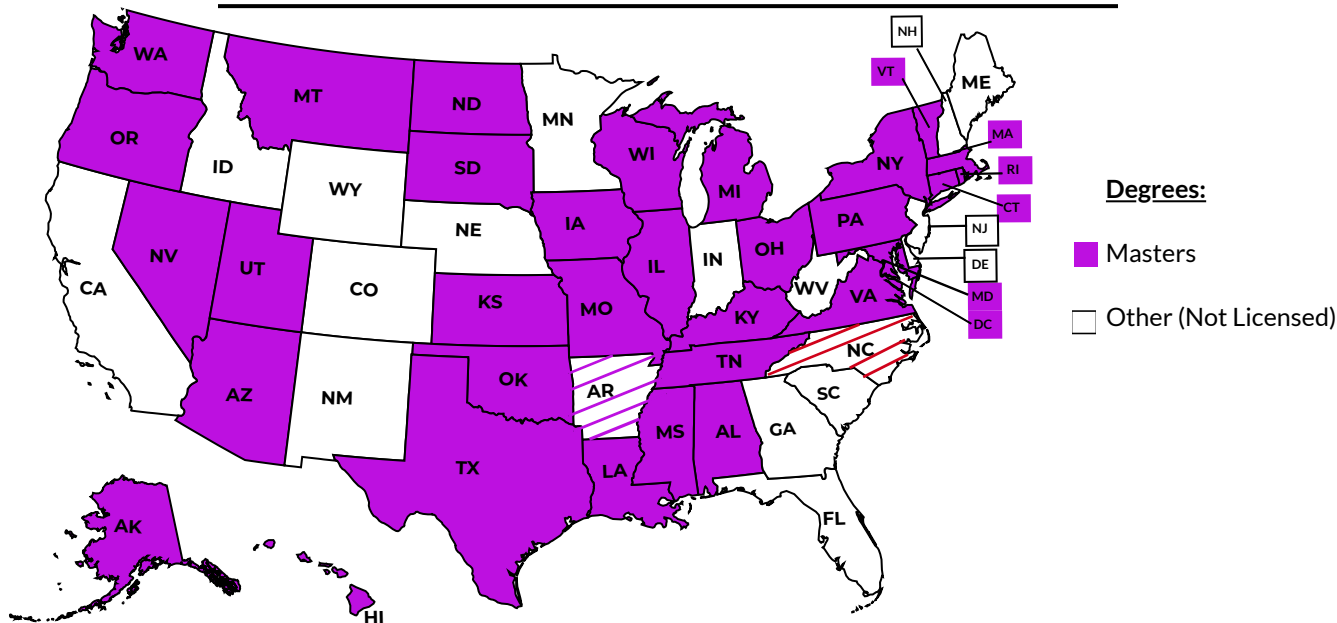 NH
WA
VT
ME
MT
ND
MN
OR
MA
WI
NY
ID
SD
RI
WY
MI
Degrees:
CT
PA
IA
NE
NJ
OH
NV
Masters
UT
IN
IL
DE
CA
CO
WV
VA
MD
KS
MO
KY
Other (Not Licensed)
DC
NC
TN
OK
AR
AZ
NM
SC
GA
MS
AL
TX
LA
FL
AK
HI